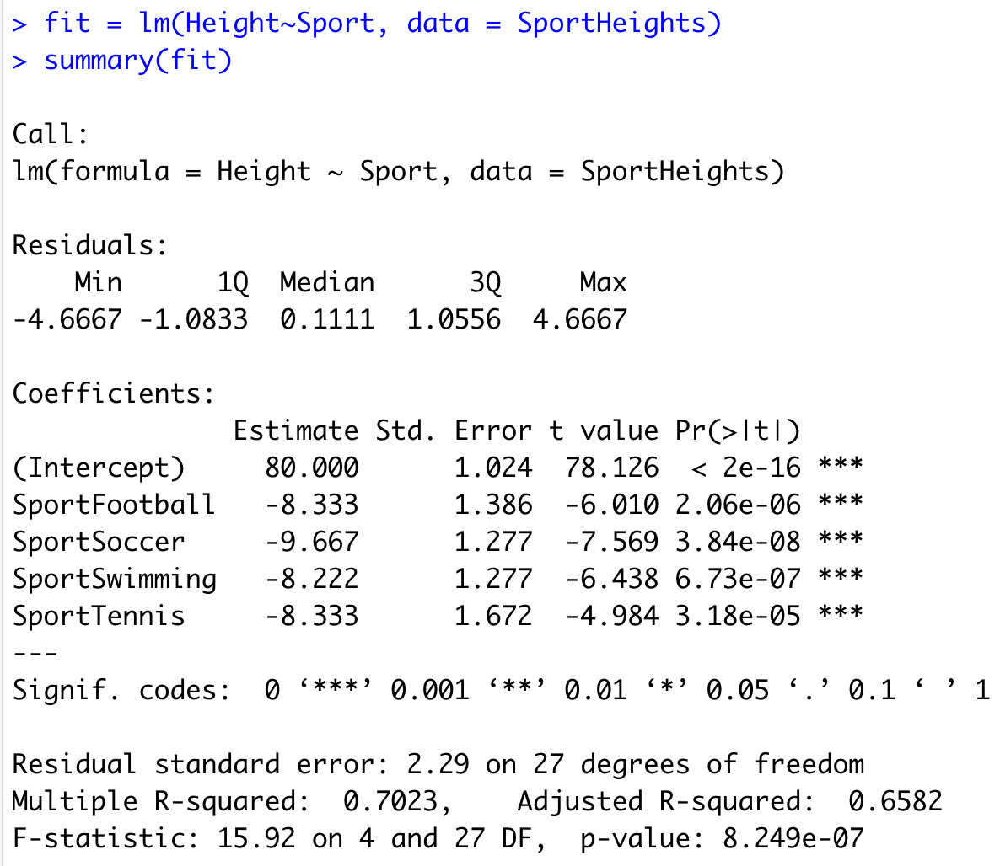 > fit = lm(Height~Sport, data = SportHeights)
> summary(fit)
Call:
lm(formula = Height ~ Sport, data = SportHeights)
Residuals:
    Min      1Q  Median      3Q     Max
-4.6667 -1.0833  0.1111  1.0556  4.6667
Coefficients:
              Estimate Std. Error t value Pr(>|t|)
(Intercept)     80.000      1.024  78.126  < 2e-16 ***
SportFootball   -8.333      1.386  -6.010 2.06e-06 ***
SportSoccer     -9.667      1.277  -7.569 3.84e-08 ***
SportSwimming   -8.222      1.277  -6.438 6.73e-07 ***
SportTennis     -8.333      1.672  -4.984 3.18e-05 ***
---
Signif. codes:  0 ‘***’ 0.001 ‘**’ 0.01 ‘*’ 0.05 ‘.’ 0.1 ‘ ’ 1
Residual standard error: 2.29 on 27 degrees of freedom
Multiple R-squared:  0.7023,    Adjusted R-squared:  0.6582
F-statistic: 15.92 on 4 and 27 DF,  p-value: 8.249e-07